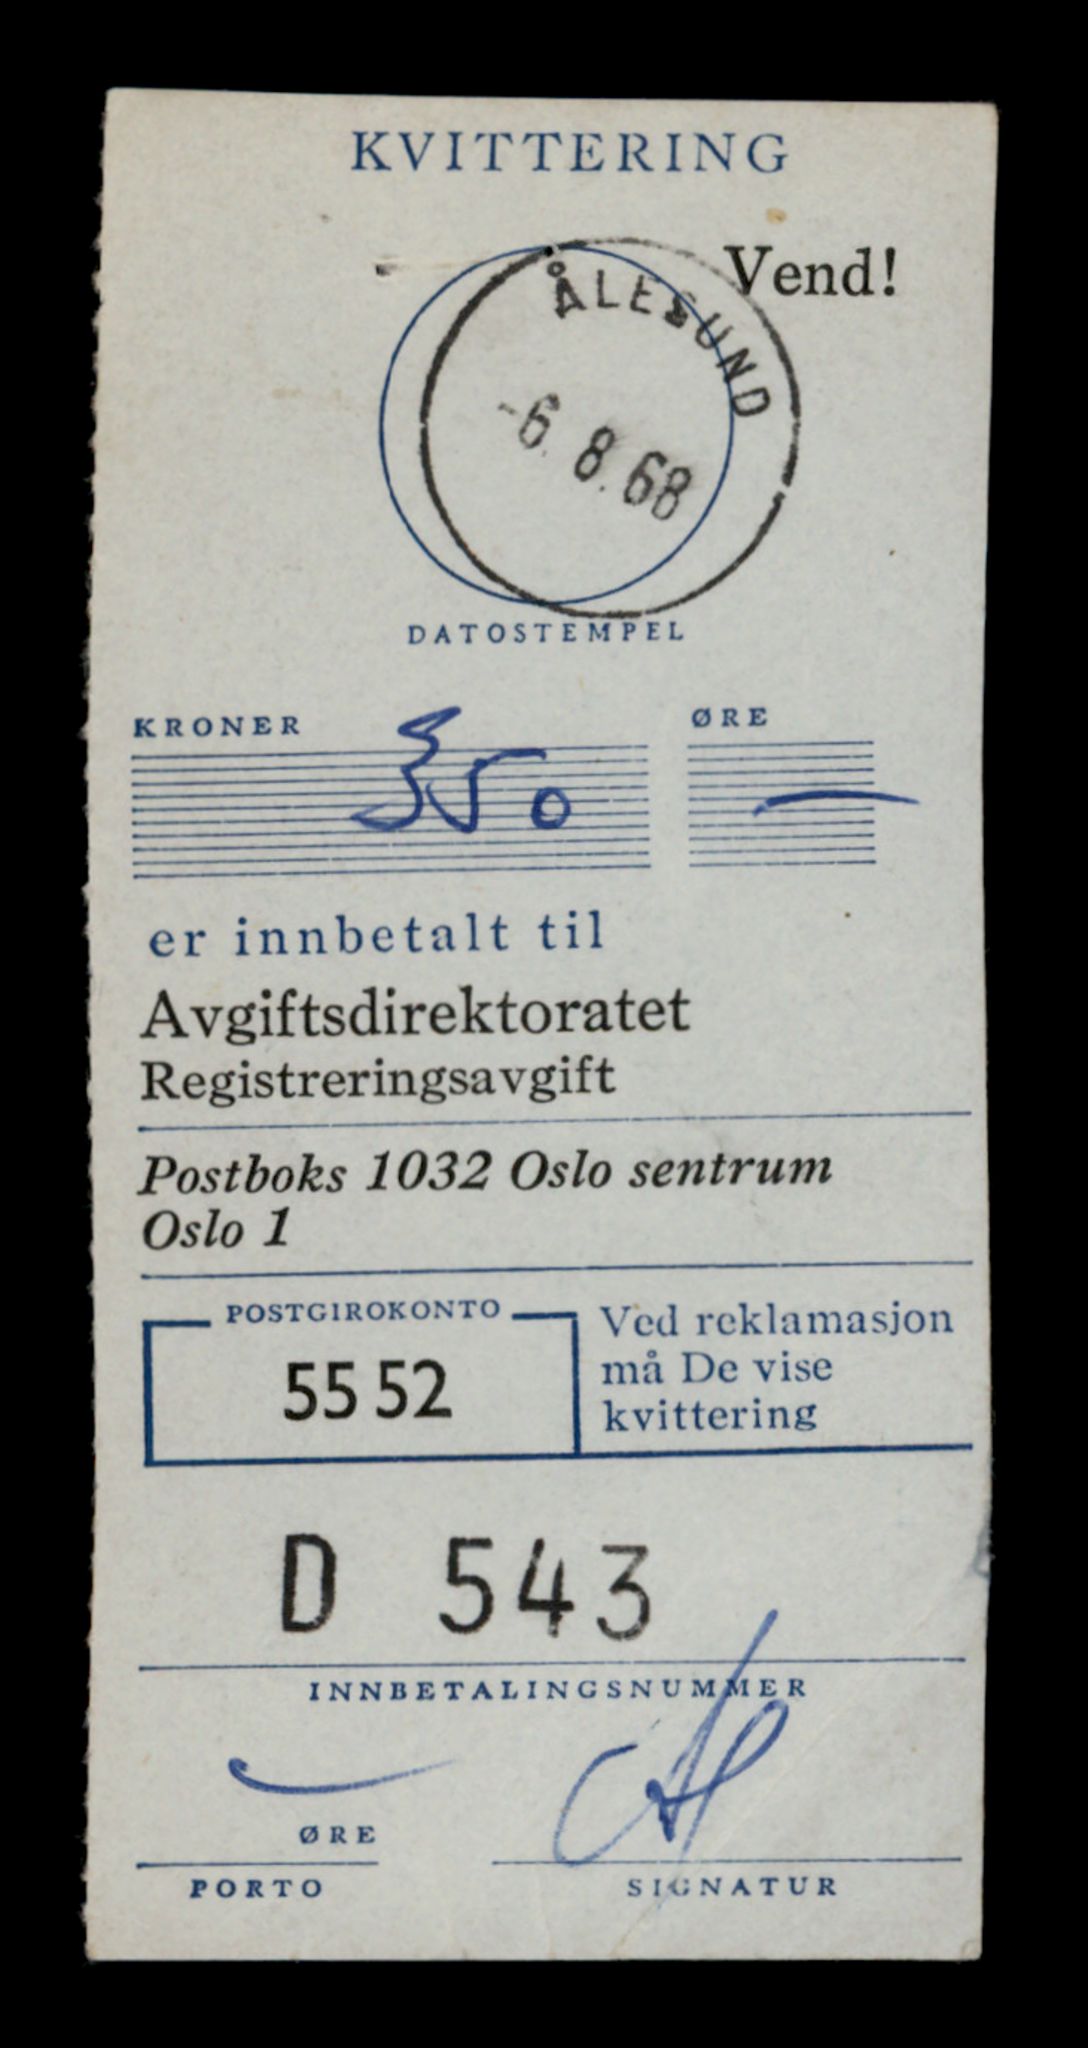 KVITTERING
Vend!
ÅLESUND
-6. 8. 68
DATOSTEMPEL
KRONER ØRE
350 —
er innbetalt til
Avgiftsdirektoratet
Registreringsavgift
Postboks 1032 Oslo sentrum
Oslo 1
POSTGIROKONTO
55 52
Ved reklamasjon
må De vise
kvittering
D 543
INNBETALINGSNUMMER
ØRE
PORTO
SIGNATUR